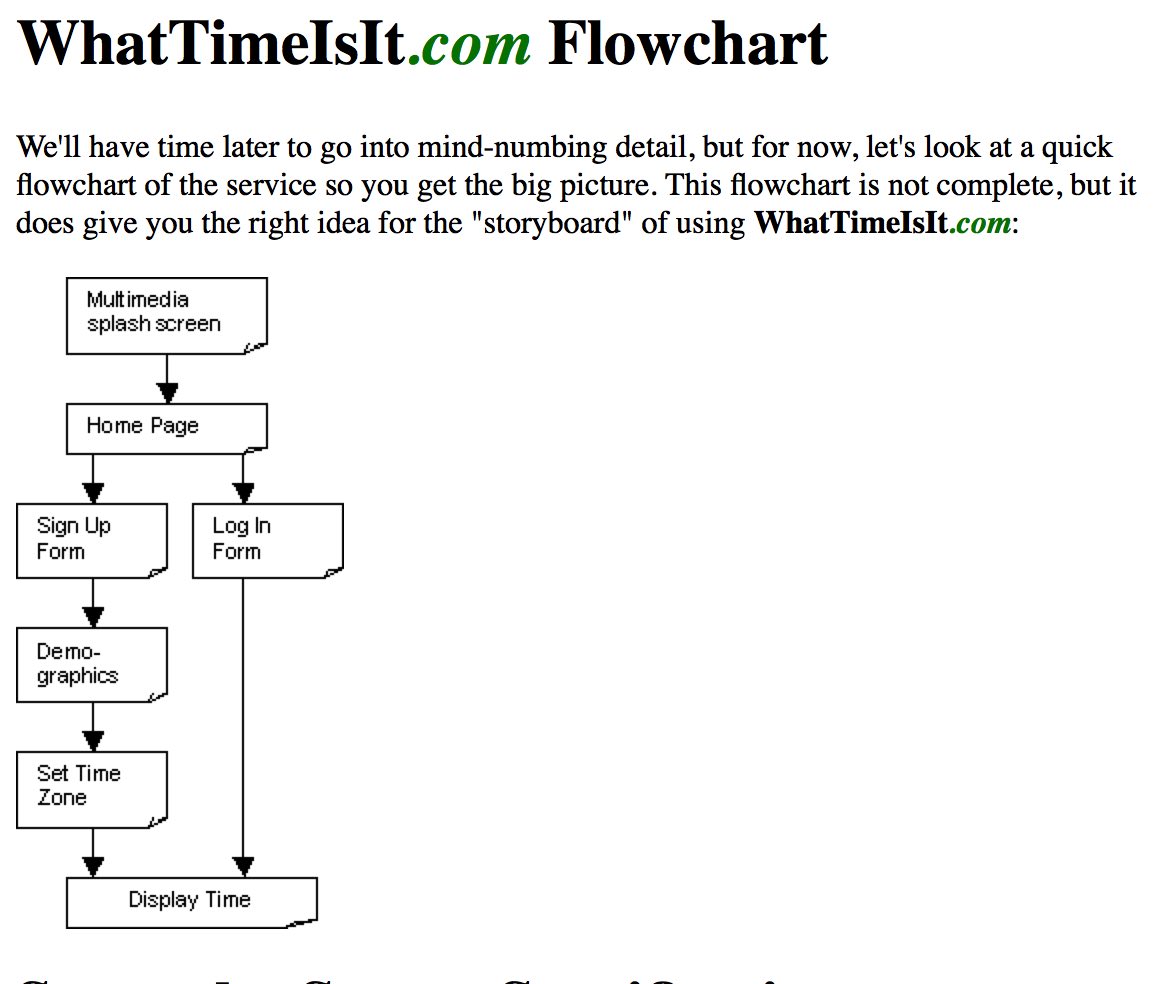 WhatTimeIsIt.com Flowchart
We'll have time later to go into mind-numbing detail, but for now, let's look at a quick
flowchart of the service so you get the big picture. This flowchart is not complete, but it
does give you the right idea for the "storyboard" of using WhatTimeIsIt.com:
Multimedia
splash screen
Home Page
Sign Up
Form
Log In
Form
Demo-
graphics
Set Time
Zone
Display Time